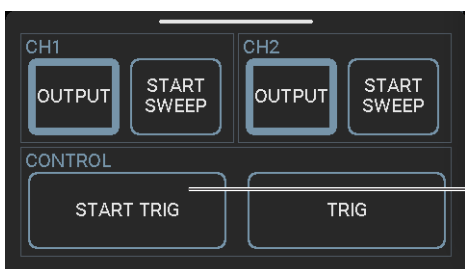 CH1
CH2
OUTPUT
START
SWEEP
OUTPUT
START
SWEEP
CONTROL
START TRIG
TRIG